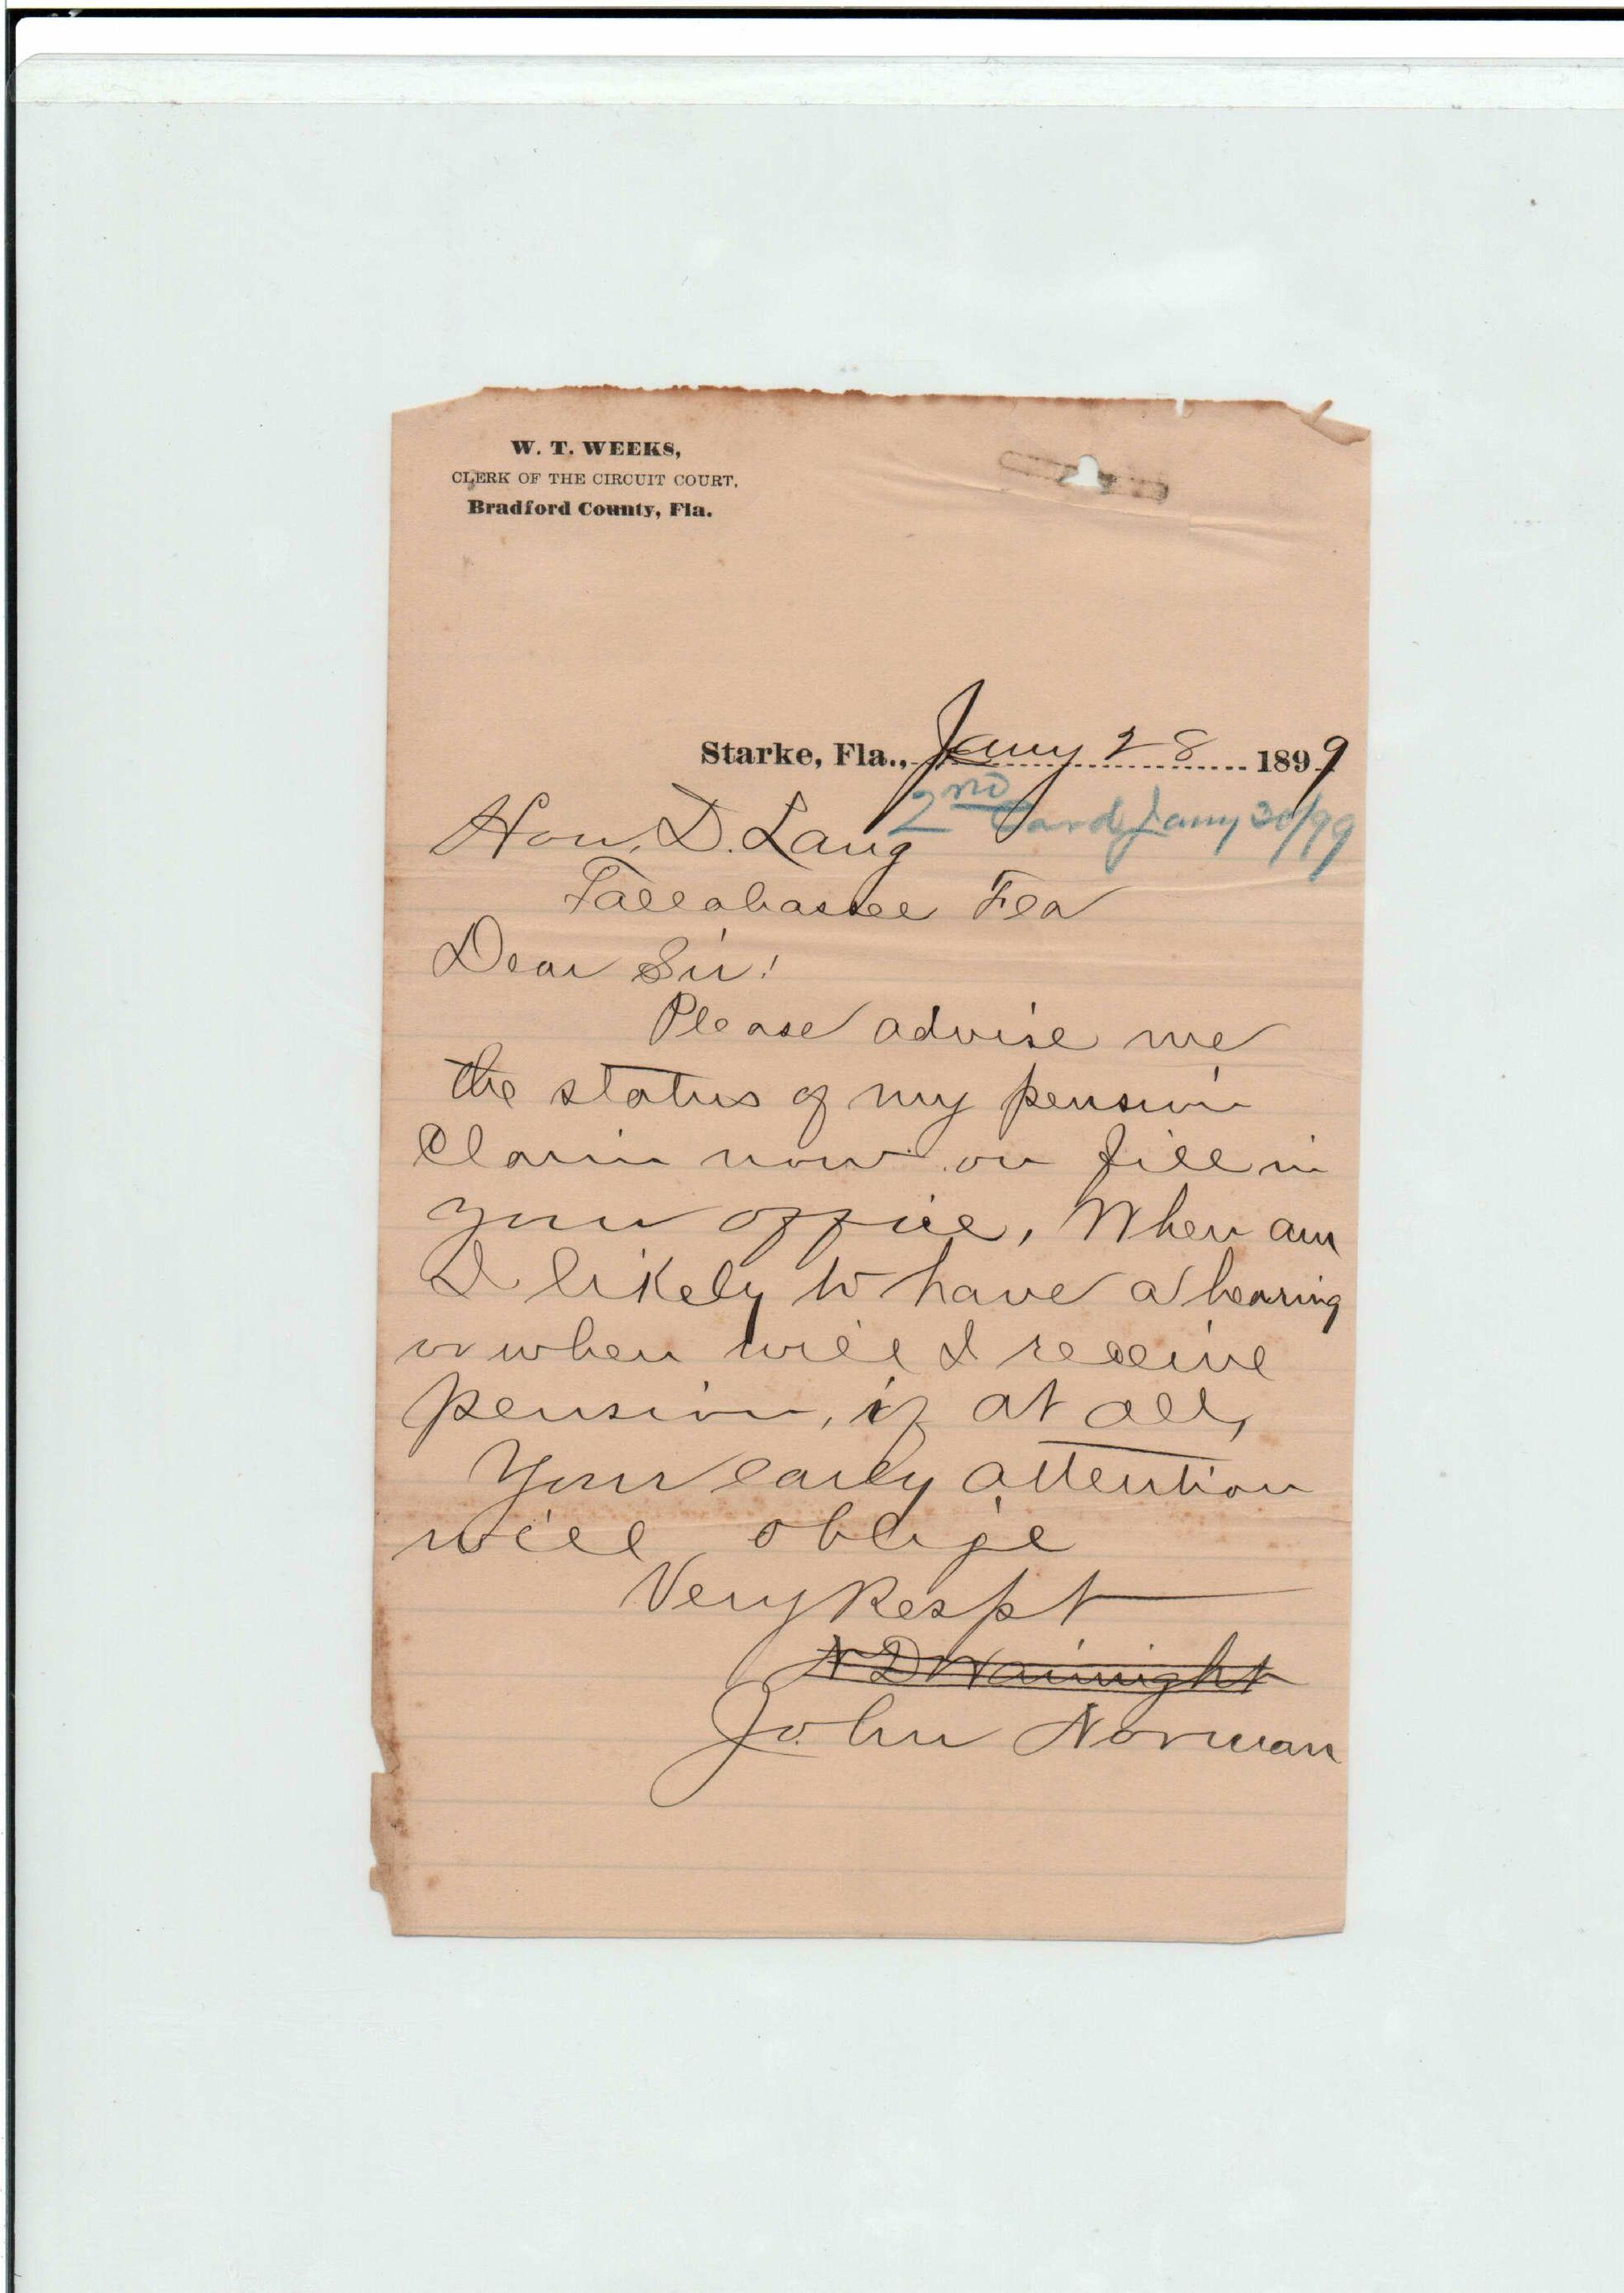 W. T. WEEKS,
CLERK OF THE CIRCUIT COURT,
Bradford County, Fla.
Starke, Fla., Jany 28 1899
2nd Card Jany 30/99
Hon. D. Lang
Tallahassee Fla
Dear Sir!
Please advise me
the status of my pension
Claim now on file in
your office, When am
I likely to have a hearing
or when will I receive
pension, if at all,
Your early attention
will oblige
Very Respt
N D Wainright
John Norman